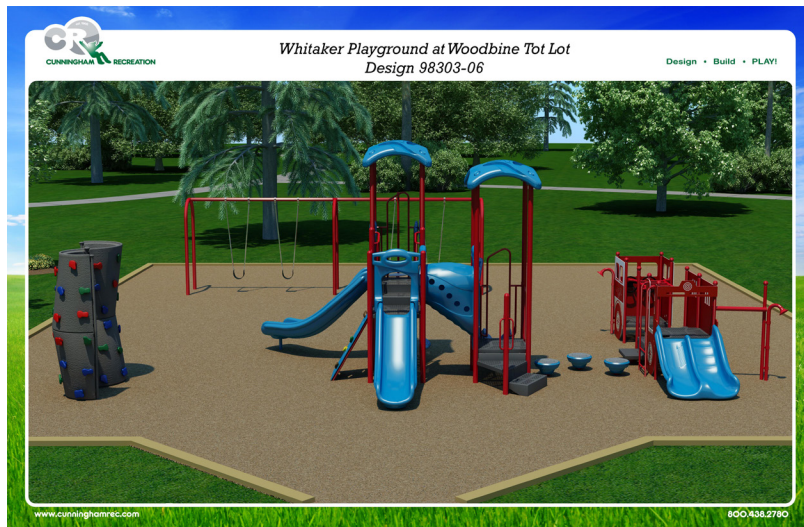 CR
CUNNINGHAM RECREATION
Whitaker Playground at Woodbine Tot Lot
Design 98303-06
Design • Build • PLAY!
www.cunninghamrec.com
800.438.2780